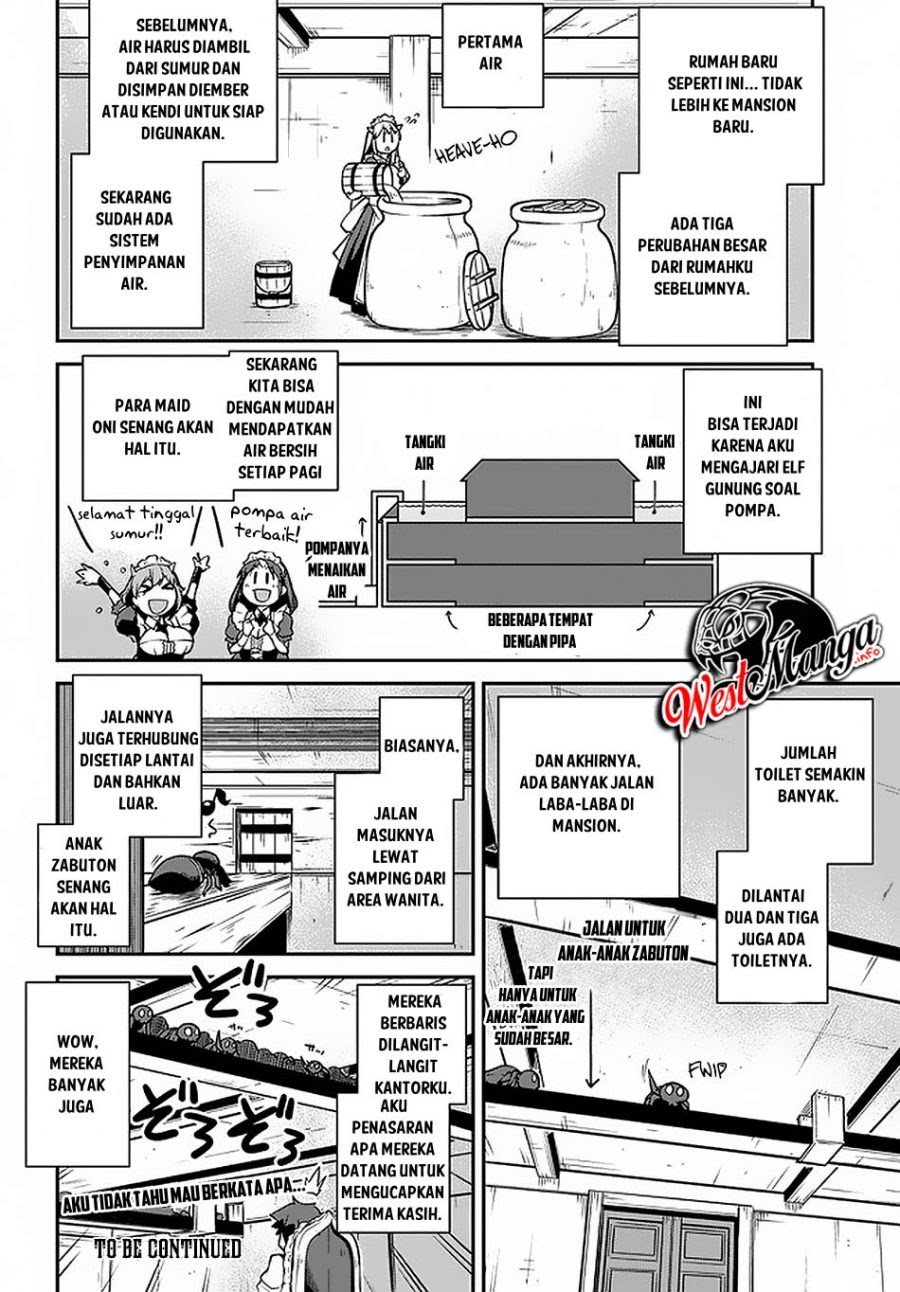 RUMAH BARU
SEPERTI INI... TIDAK
LEBIH KE MANSION
BARU.
ADA TIGA
PERUBAHAN BESAR
DARI RUMAHKU
SEBELUMNYA.
PERTAMA
AIR
HEAVE-HO
SEBELUMNYA,
AIR HARUS DIAMBIL
DARI SUMUR DAN
DISIMPAN DIEMBER
ATAU KENDI UNTUK SIAP
DIGUNAKAN.
SEKARANG
SUDAH ADA
SISTEM
PENYIMPANAN
AIR.
INI
BISA TERJADI
KARENA AKU
MENGAJARI ELF
GUNUNG SOAL
POMPA.
TANGKI
AIR
TANGKI
AIR
POMPANYA
MENAIKAN
AIR
BEBERAPA TEMPAT
DENGAN PIPA
SEKARANG
KITA BISA
DENGAN MUDAH
MENDAPATKAN
AIR BERSIH
SETIAP PAGI
PARA MAID
ONI SENANG AKAN
HAL ITU.
pompa air
terbaik!
selamat tinggal
sumur!!
WESTMANGA
.info
JUMLAH
TOILET SEMAKIN
BANYAK.
DILANTAI
DUA DAN TIGA
JUGA ADA
TOILETNYA.
DAN AKHIRNYA,
ADA BANYAK JALAN
LABA-LABA DI
MANSION.
JALAN UNTUK
ANAK-ANAK ZABUTON
TAPI
HANYA UNTUK
ANAK-ANAK YANG
SUDAH BESAR.
FWIP
BIASANYA,
JALAN
MASUKNYA
LEWAT
SAMPING DARI
AREA WANITA.
JALANNYA
JUGA TERHUBUNG
DISETIAP LANTAI
DAN BAHKAN
LUAR.
ANAK
ZABUTON
SENANG
AKAN HAL
ITU.
MEREKA
BERBARIS
DILANGIT-
LANGIT
KANTORKU.
AKU
PENASARAN
APA MEREKA
DATANG UNTUK
MENGUCAPKAN
TERIMA KASIH.
ぞろ
ぞろぞろ
WOW,
MEREKA
BANYAK
JUGA
AKU TIDAK TAHU MAU BERKATA APA...
TO BE CONTINUED